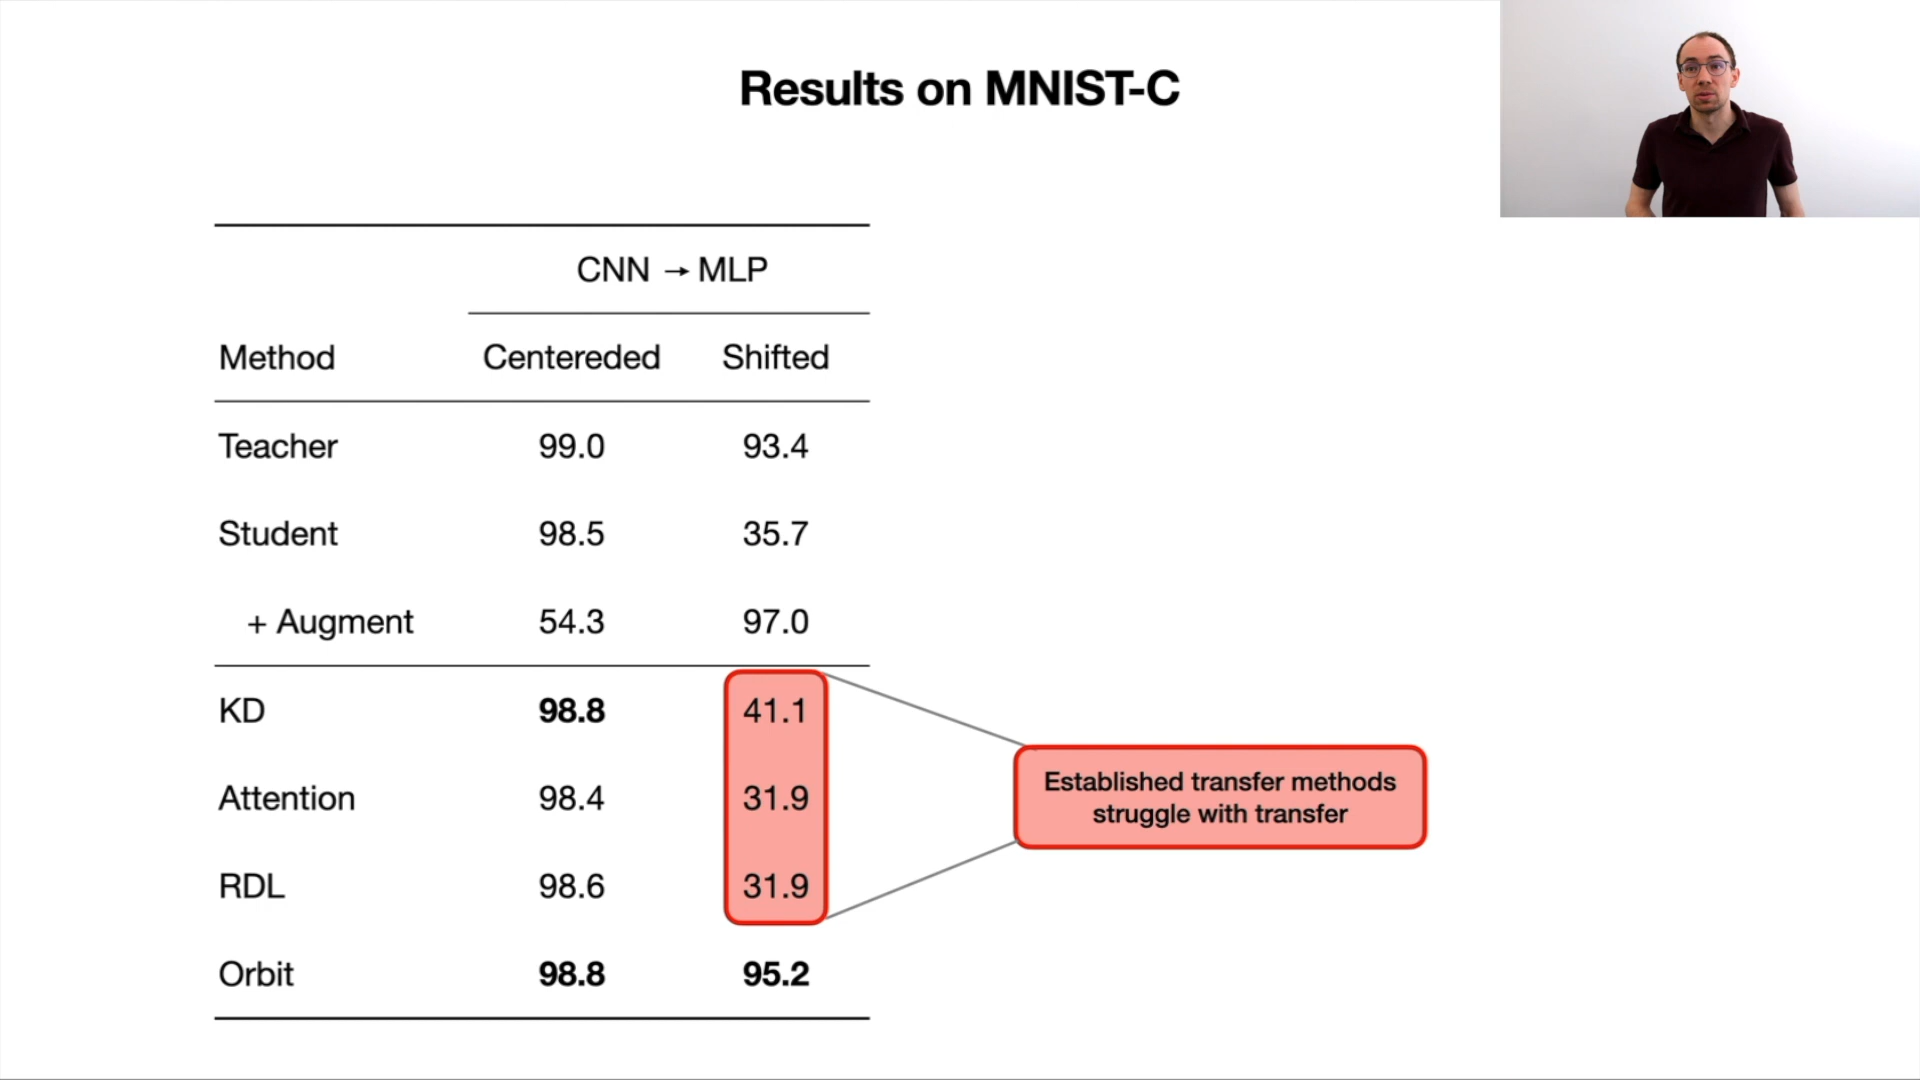 Results on MNIST-C
CNN → MLP
Method Centereded Shifted
Teacher 99.0 93.4
Student 98.5 35.7
+ Augment 54.3 97.0
KD 98.8 41.1
Attention 98.4 31.9
RDL 98.6 31.9
Orbit 98.8 95.2
Established transfer methods
struggle with transfer